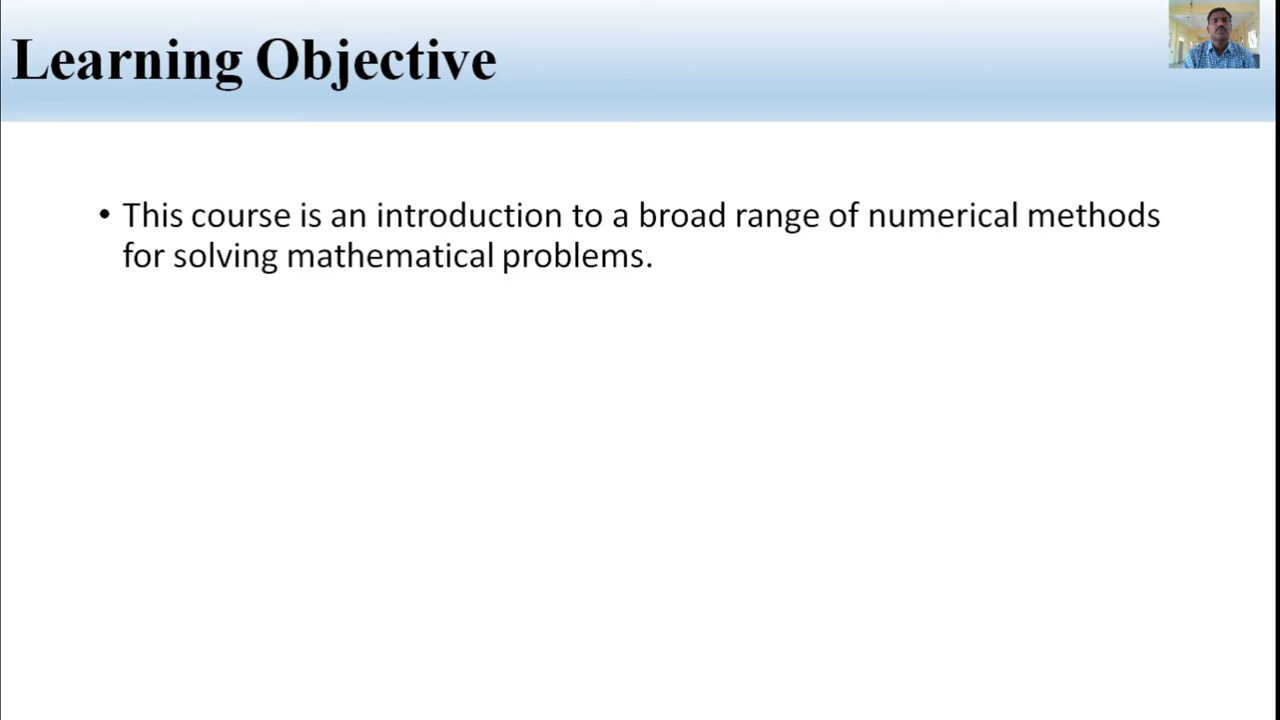 Learning Objective
• This course is an introduction to a broad range of numerical methods
for solving mathematical problems.